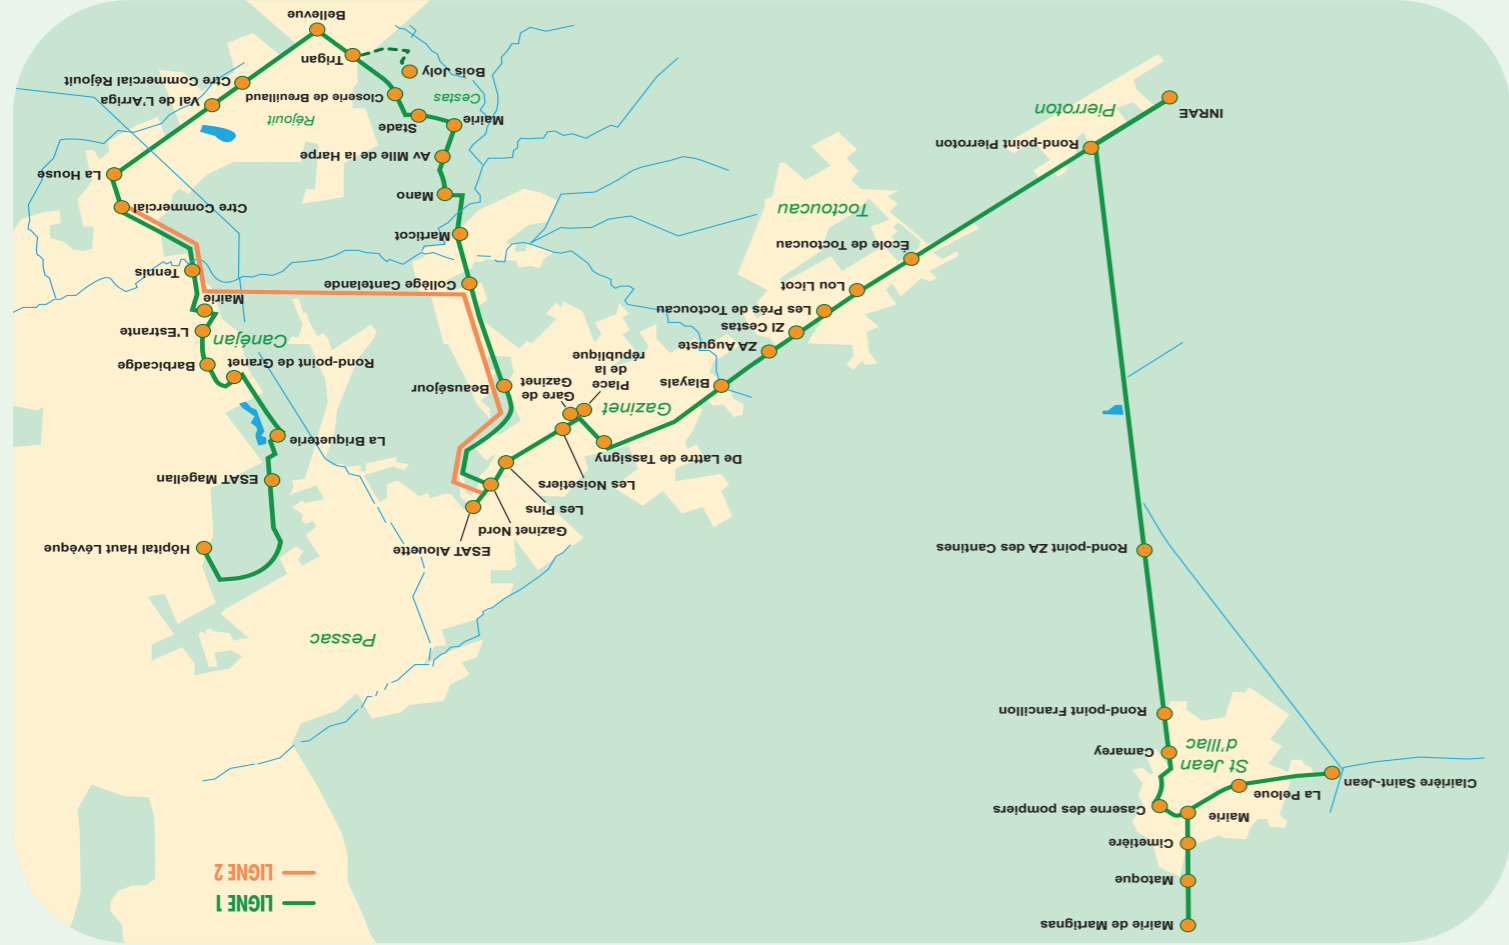 Mairie de Martignas
LIGNE 1
Matoque
LIGNE 2
Cimetière
Mairie
Caserne des pompiers
La Peloue
Clairière Saint-Jean
St Jean
d'Illac
Camarey
Rond-point Francillon
Pessac
Rond-point ZA des Cantines
Hôpital Haut Lévêque
ESAT Alouette
Gazinet Nord
Les Pins
Les Noisetiers
ESAT Magellan
De Lattre de Tassigny
La Briqueterie
Gazinet
Place
de la
république
Gare de
Gazinet
Beauséjour
Blayals
Barbicadge
Rond-point de Granet
ZA Auguste
Canéjan
L'Estrante
ZI Cestas
Les Prés de Toctoucau
Mairie
Lou Licot
Collège Cantelande
Tennis
École de Toctoucau
Marticot
Toctoucau
Ctre Commercial
Mano
La House
Av Mlle de la Harpe
Rond-point Pierroton
Stade
Mairie
Réjouit
INRAE
Pierroton
Val de L'Arriga
Closerie de Breuillaud
Cestas
Ctre Commercial Réjouit
Bois Joly
Trigan
Bellevue